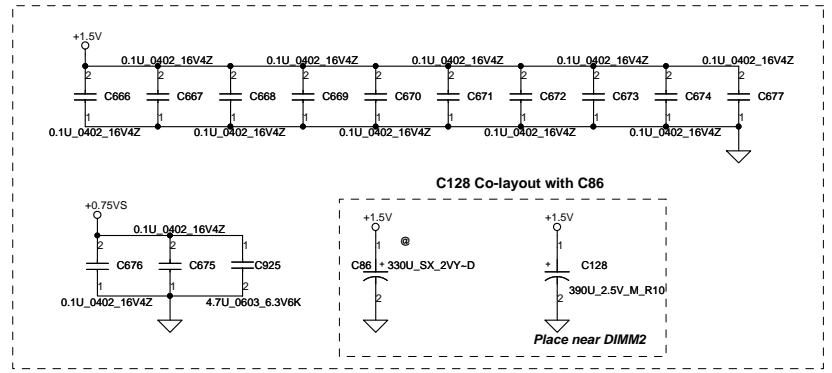 +1.5V
0.1U_0402_16V4Z 0.1U_0402_16V4Z 0.1U_0402_16V4Z 0.1U_0402_16V4Z 0.1U_0402_16V4Z
2 2 2 2 2 2 2 2 2 2
C666 C667 C668 C669 C670 C671 C672 C673 C674 C677
1 1 1 1 1 1 1 1 1 1
0.1U_0402_16V4Z 0.1U_0402_16V4Z 0.1U_0402_16V4Z 0.1U_0402_16V4Z 0.1U_0402_16V4Z
C128 Co-layout with C86
+0.75VS
0.1U_0402_16V4Z
2 2 1
C676 C675 C925
1 1 2
0.1U_0402_16V4Z 4.7U_0603_6.3V6K
+1.5V +1.5V
1 @ 1
C86 + 330U_SX_2VY~D + C128
2 2 390U_2.5V_M_R10
Place near DIMM2